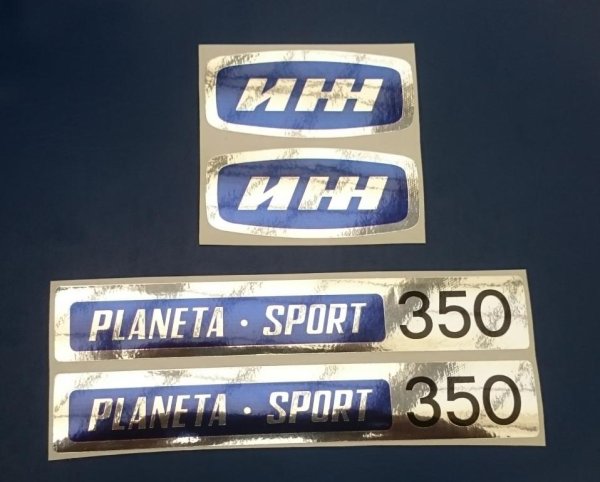 ИЖ
ИЖ
PLANETA · SPORT 350
PLANETA · SPORT 350